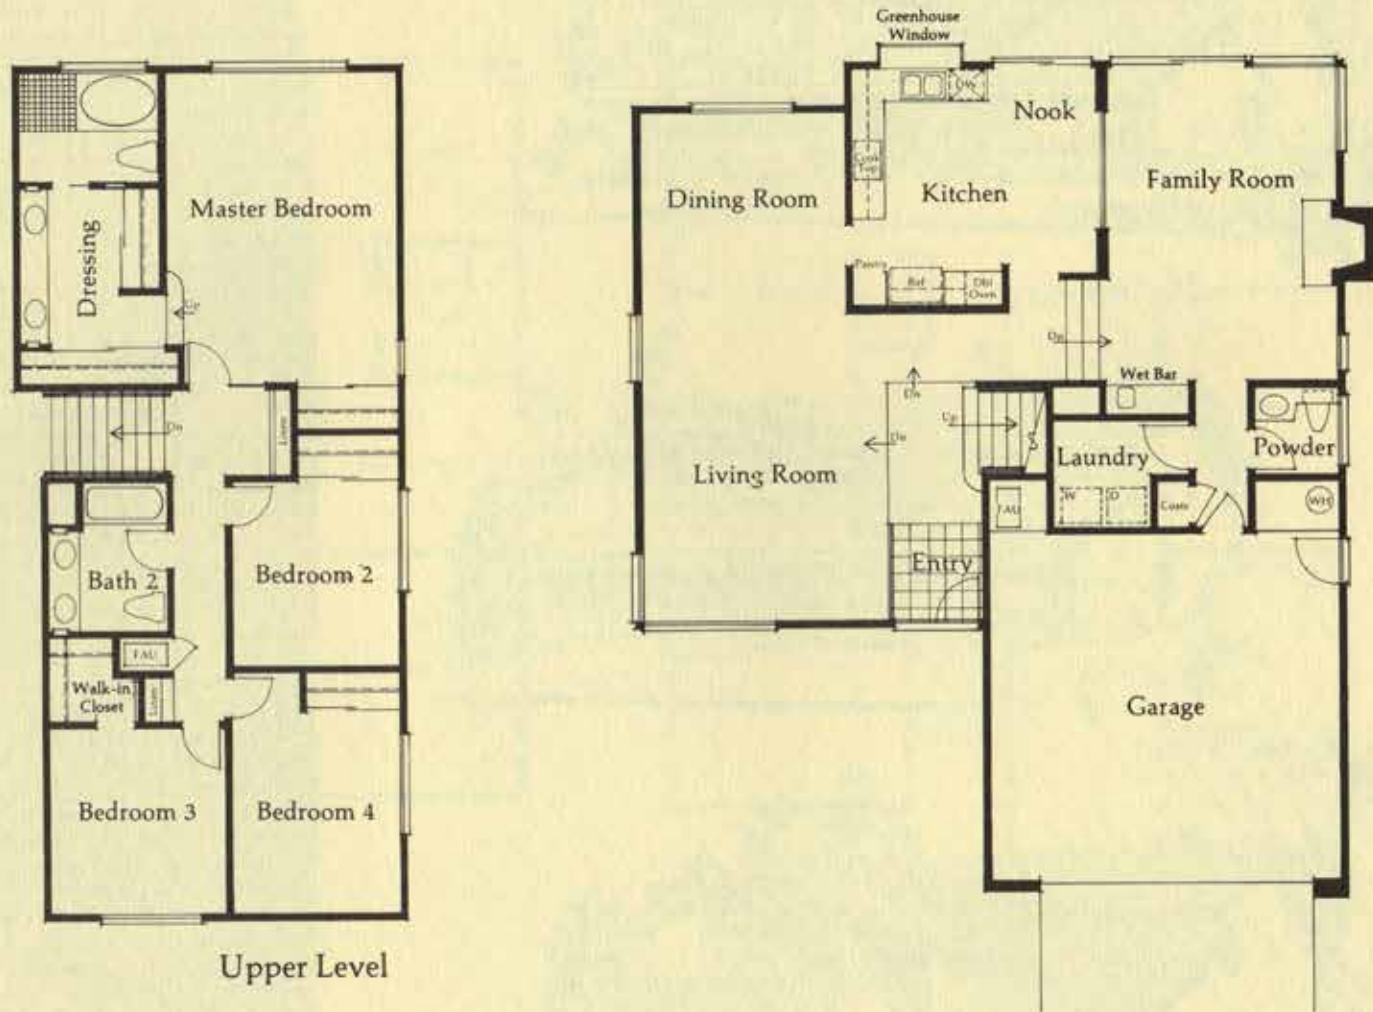 Master Bedroom
Dressing
Up
Dn
Linen
Bedroom 2
Bath 2
FAU
Walk-in
Closet
Linen
Bedroom 3
Bedroom 4
Upper Level
Greenhouse
Window
DW
Nook
Cook
Top
Dining Room
Kitchen
Family Room
Pantry
Ref
Dbl
Oven
Dn
Wet Bar
Dn
Up
Dn
Living Room
Laundry
Powder
W
D
FAU
Coats
WH
Entry
Garage